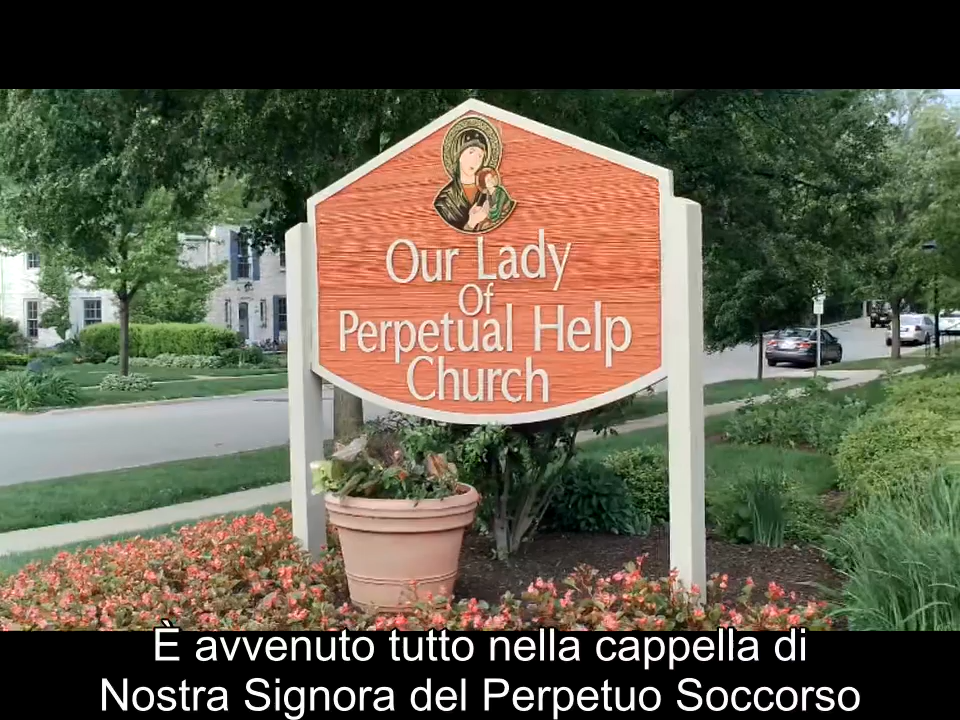 Our Lady
Of
Perpetual Help
Church
È avvenuto tutto nella cappella di
Nostra Signora del Perpetuo Soccorso